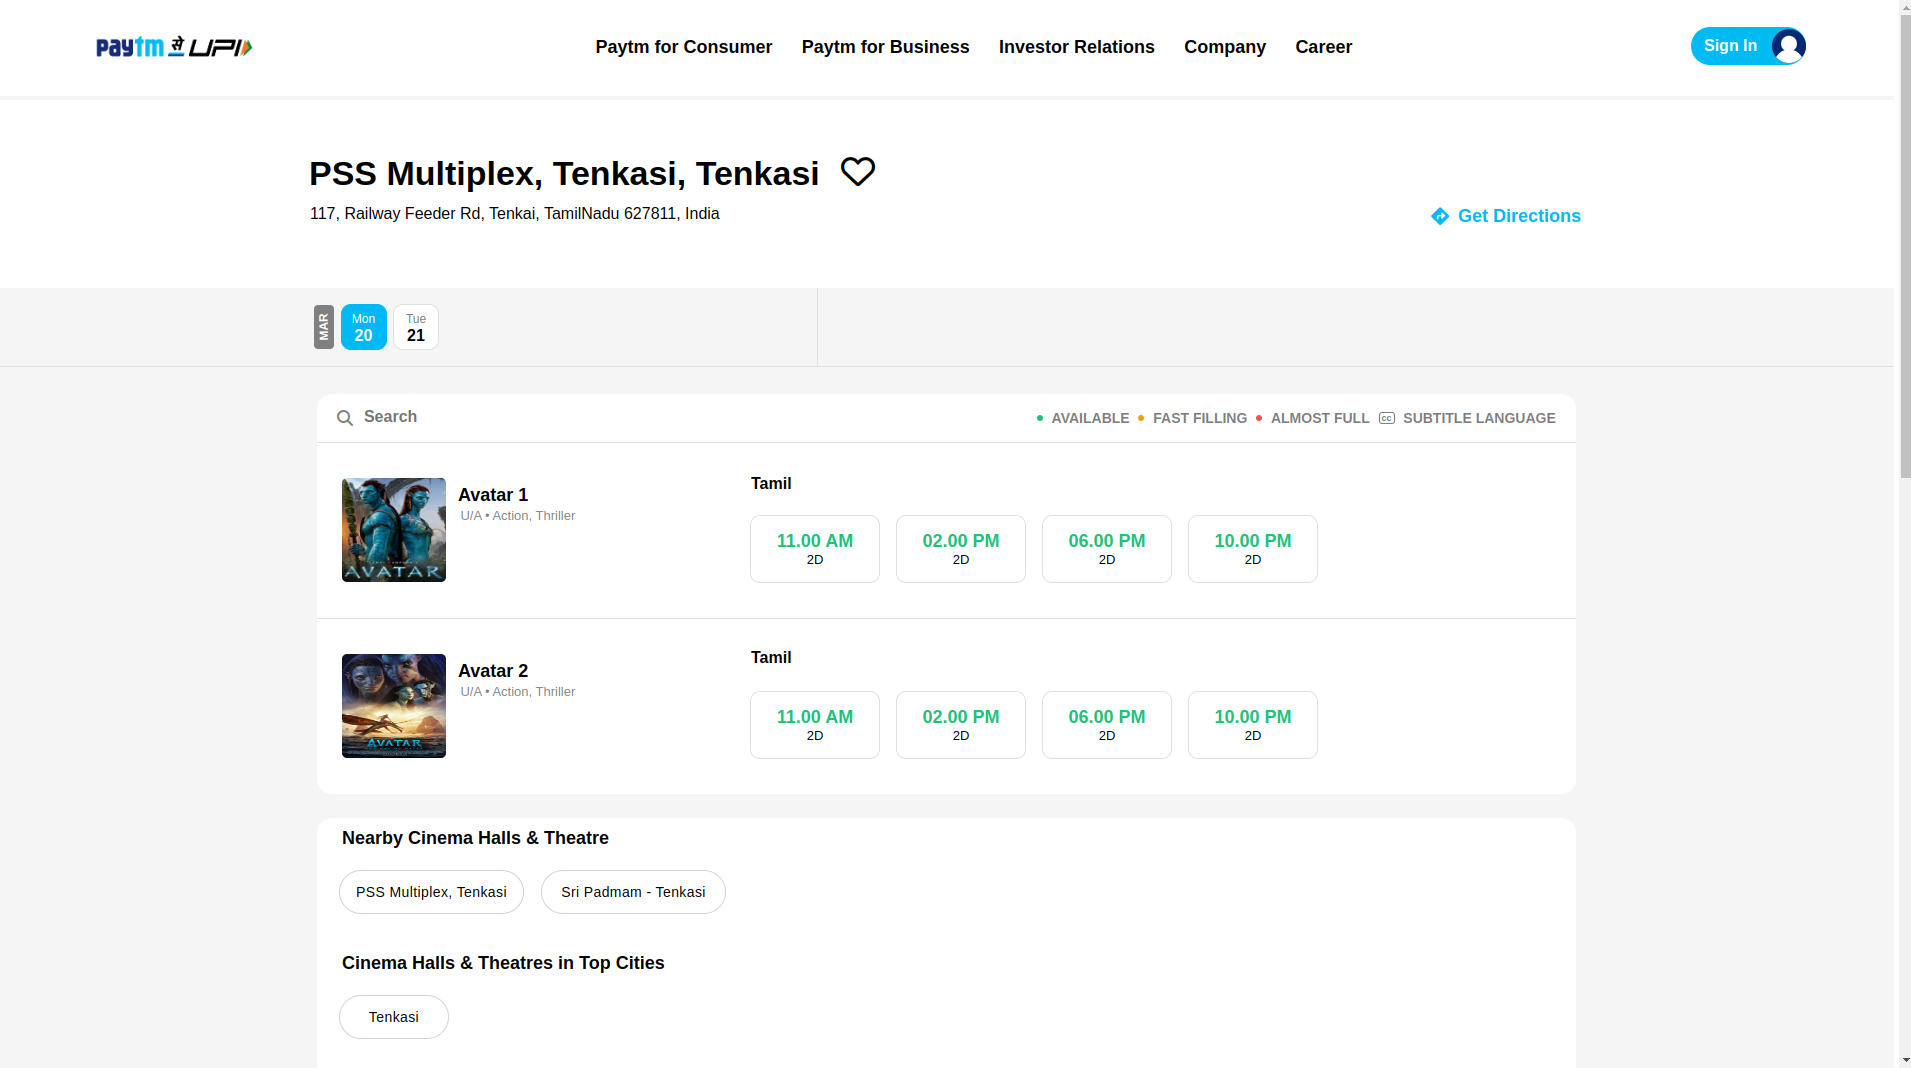 paytm से UPI
Paytm for Consumer Paytm for Business Investor Relations Company Career
Sign In
PSS Multiplex, Tenkasi, Tenkasi
117, Railway Feeder Rd, Tenkai, TamilNadu 627811, India
Get Directions
MAR
Mon
20
Tue
21
Search
AVAILABLE FAST FILLING ALMOST FULL CC SUBTITLE LANGUAGE
AVATAR
Avatar 1
U/A • Action, Thriller
Tamil
11.00 AM
2D
02.00 PM
2D
06.00 PM
2D
10.00 PM
2D
AVATAR
Avatar 2
U/A • Action, Thriller
Tamil
11.00 AM
2D
02.00 PM
2D
06.00 PM
2D
10.00 PM
2D
Nearby Cinema Halls & Theatre
PSS Multiplex, Tenkasi
Sri Padmam - Tenkasi
Cinema Halls & Theatres in Top Cities
Tenkasi